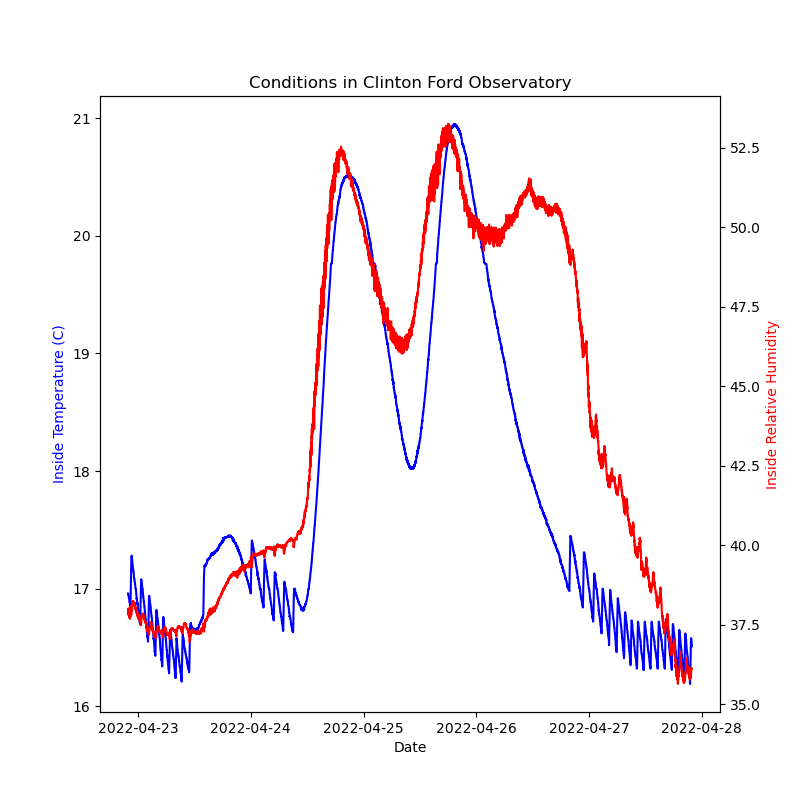 Conditions in Clinton Ford Observatory
21
20
19
18
17
16
Inside Temperature (C)
52.5
50.0
47.5
45.0
42.5
40.0
37.5
35.0
Inside Relative Humidity
2022-04-23 2022-04-24 2022-04-25 2022-04-26 2022-04-27 2022-04-28
Date